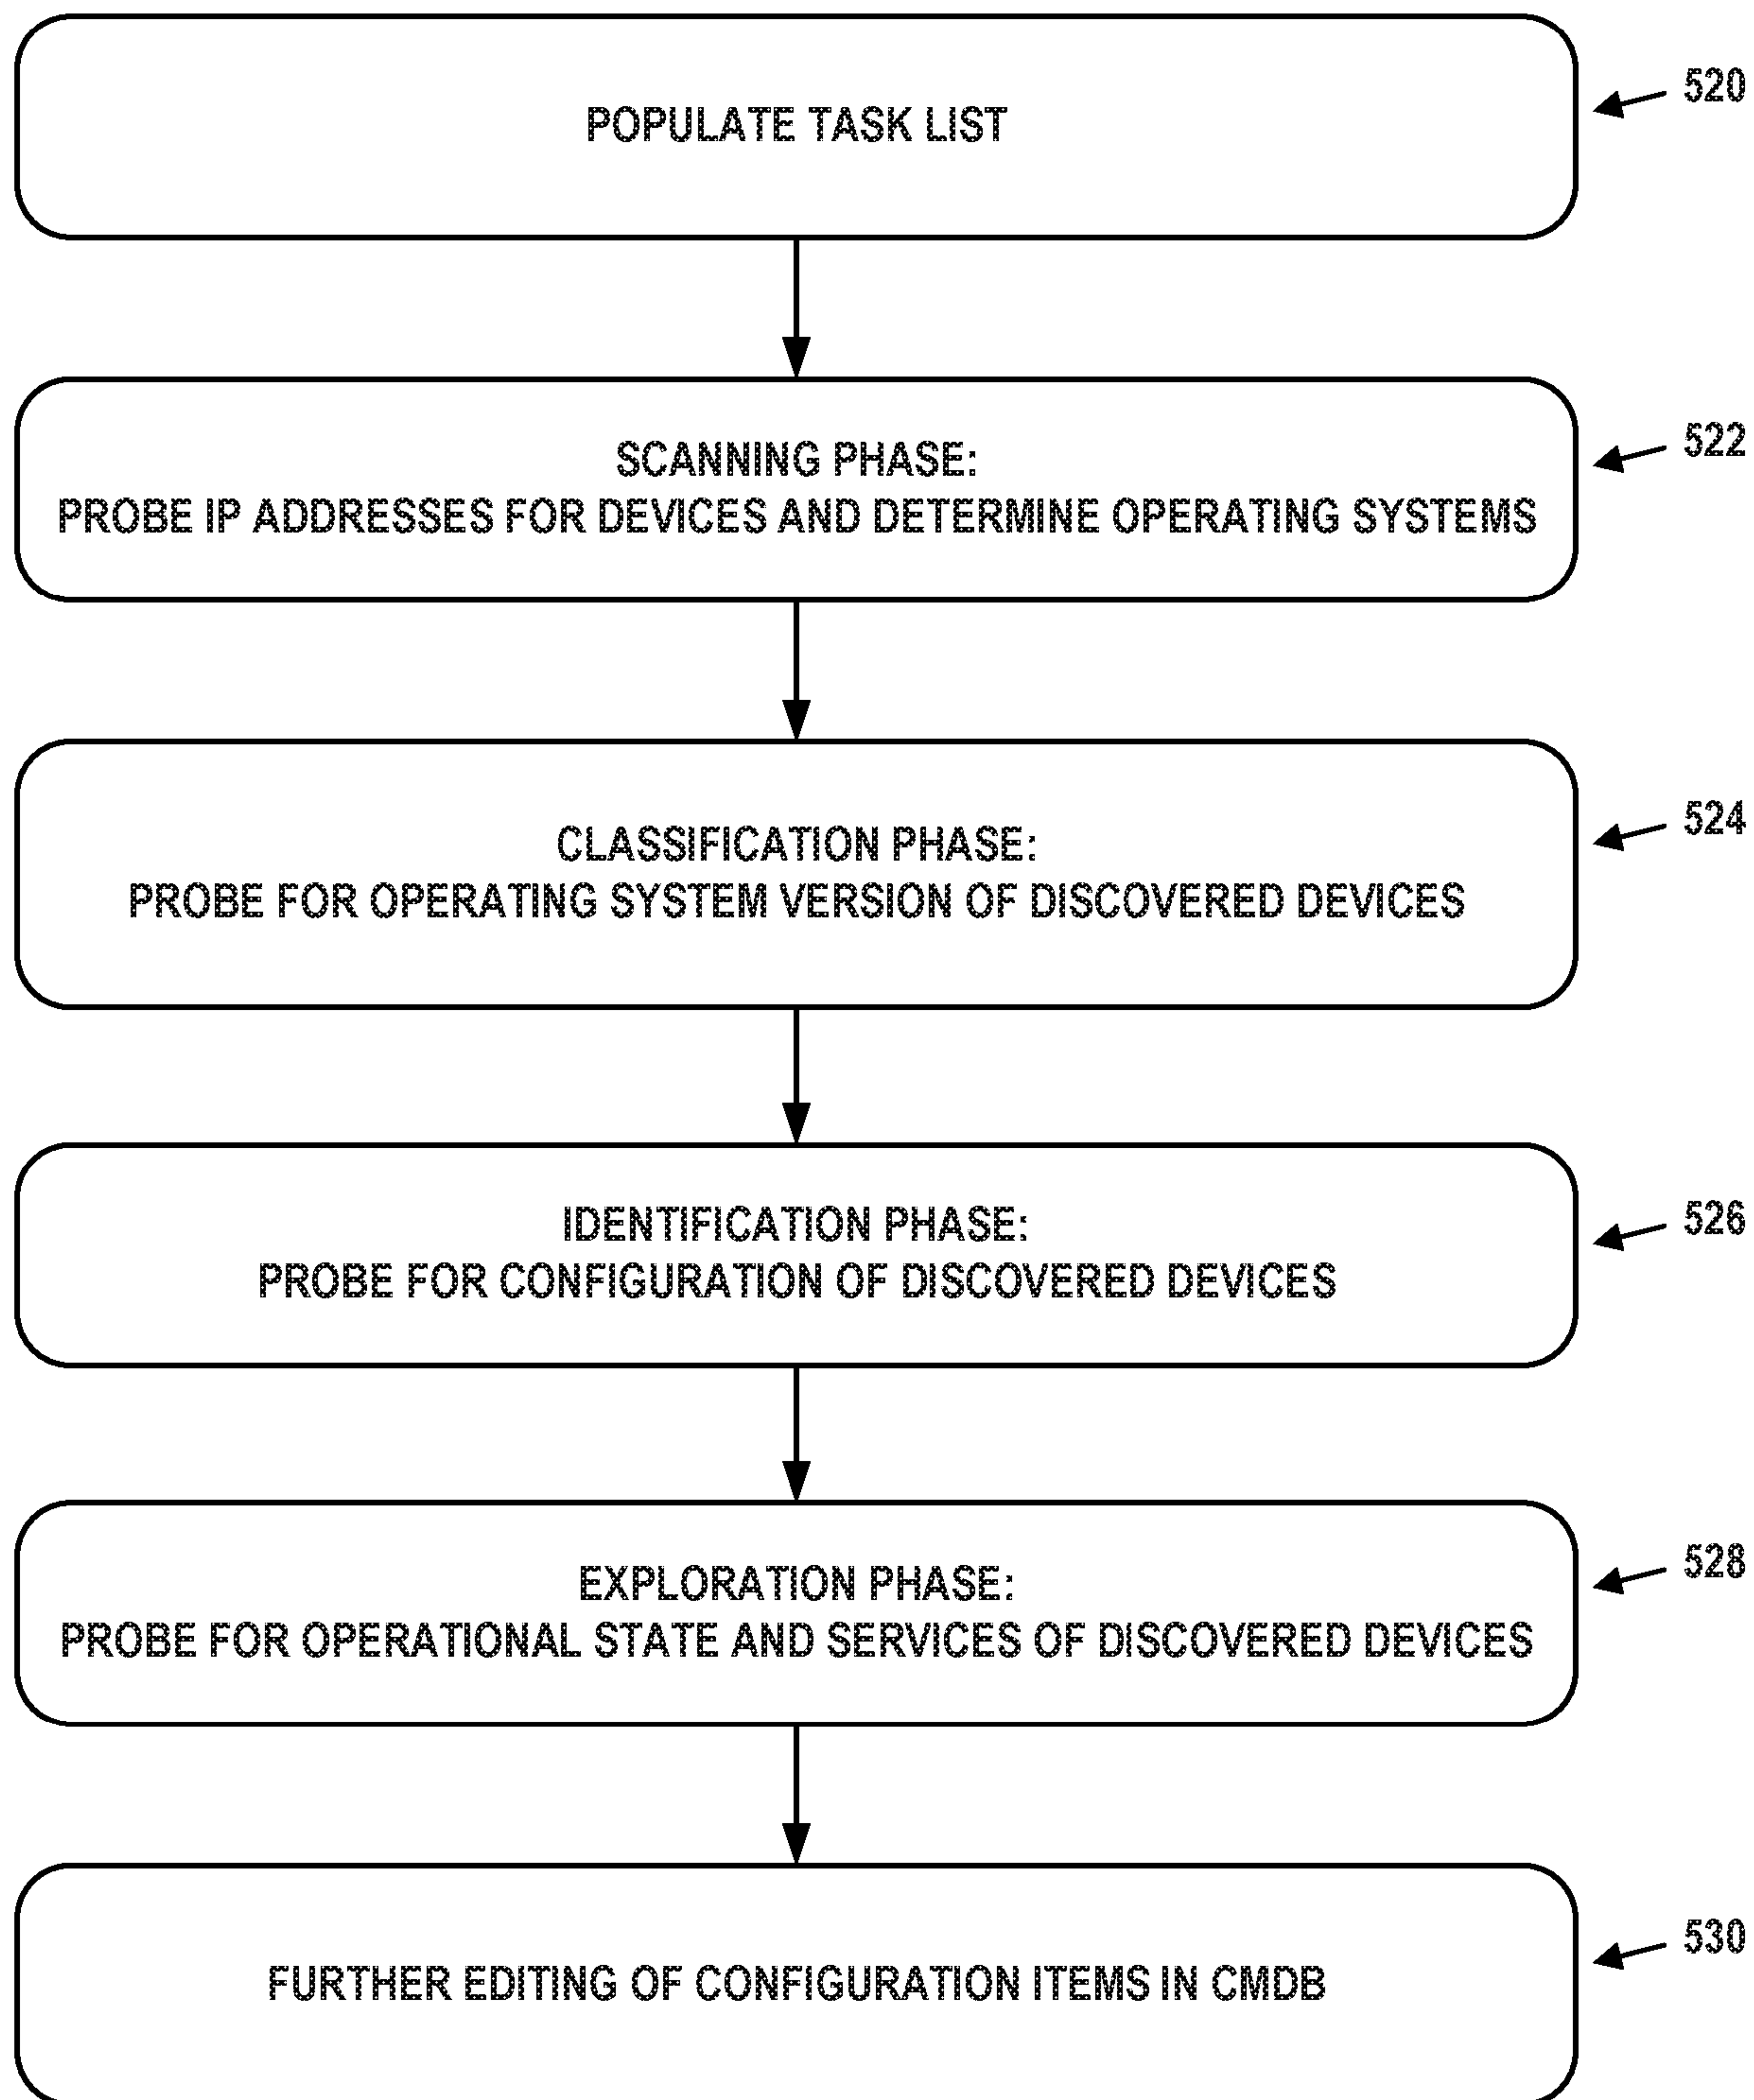 POPULATE TASK LIST
520
SCANNING PHASE:
PROBE IP ADDRESSES FOR DEVICES AND DETERMINE OPERATING SYSTEMS
522
CLASSIFICATION PHASE:
PROBE FOR OPERATING SYSTEM VERSION OF DISCOVERED DEVICES
524
IDENTIFICATION PHASE:
PROBE FOR CONFIGURATION OF DISCOVERED DEVICES
526
EXPLORATION PHASE:
PROBE FOR OPERATIONAL STATE AND SERVICES OF DISCOVERED DEVICES
528
FURTHER EDITING OF CONFIGURATION ITEMS IN CMDB
530